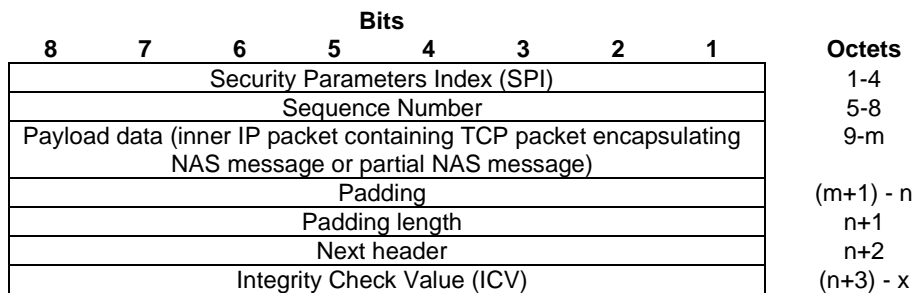 Bits
8 7 6 5 4 3 2 1 Octets
Security Parameters Index (SPI) 1-4
Sequence Number 5-8
Payload data (inner IP packet containing TCP packet encapsulating 9-m
NAS message or partial NAS message)
Padding (m+1) - n
Padding length n+1
Next header n+2
Integrity Check Value (ICV) (n+3) - x